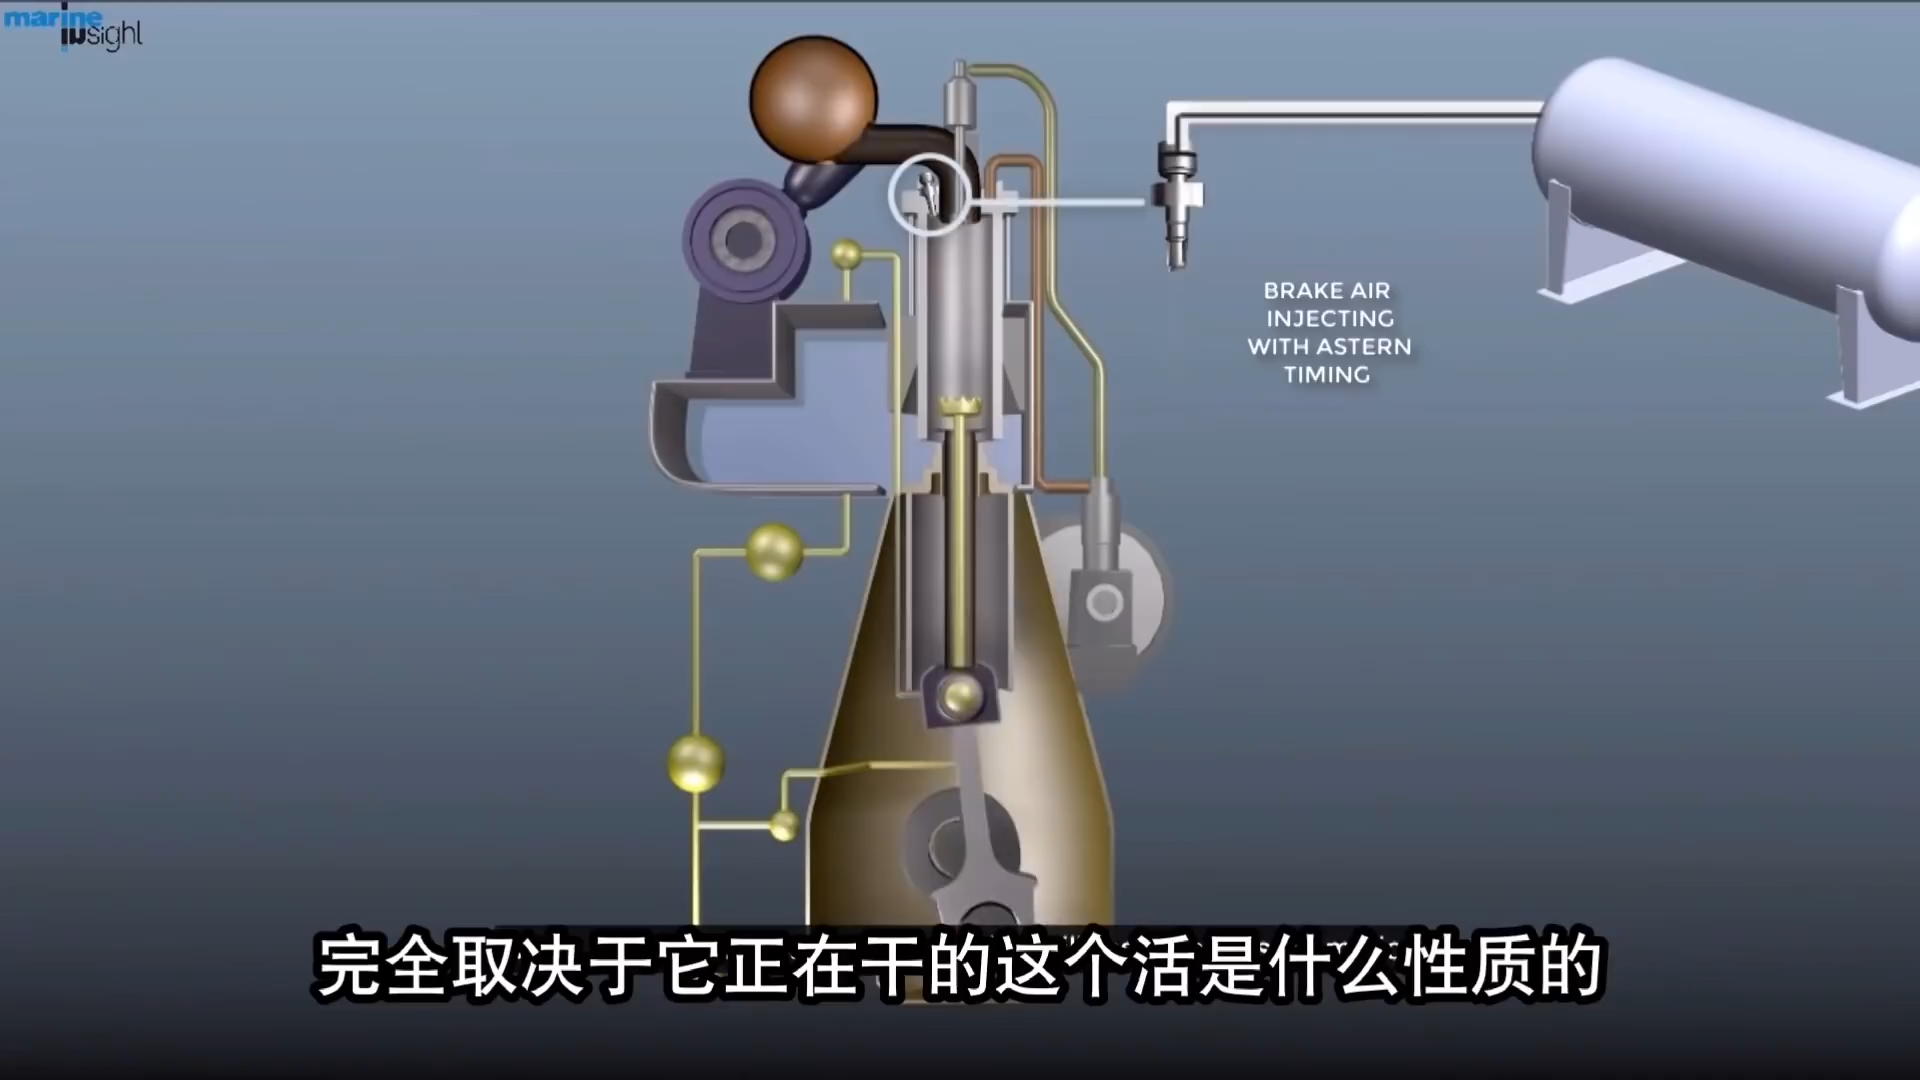 marine
insight
BRAKE AIR
INJECTING
WITH ASTERN
TIMING
完全取决于它正在干的这个活是什么性质的